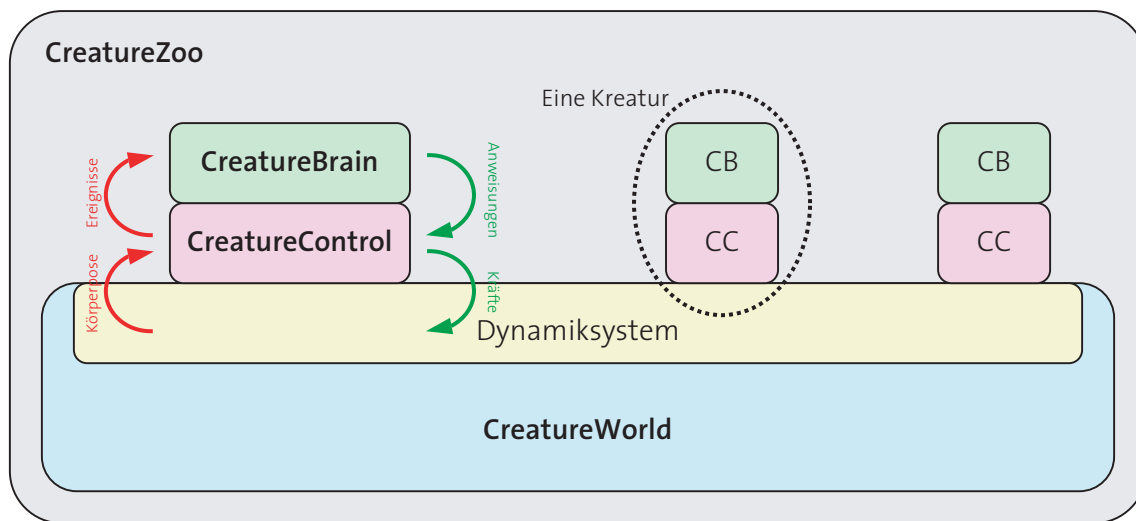 CreatureZoo
Eine Kreatur
CreatureBrain
CB
CB
Ereignisse
Anweisungen
CreatureControl
CC
CC
Körperpose
Kräfte
Dynamiksystem
CreatureWorld